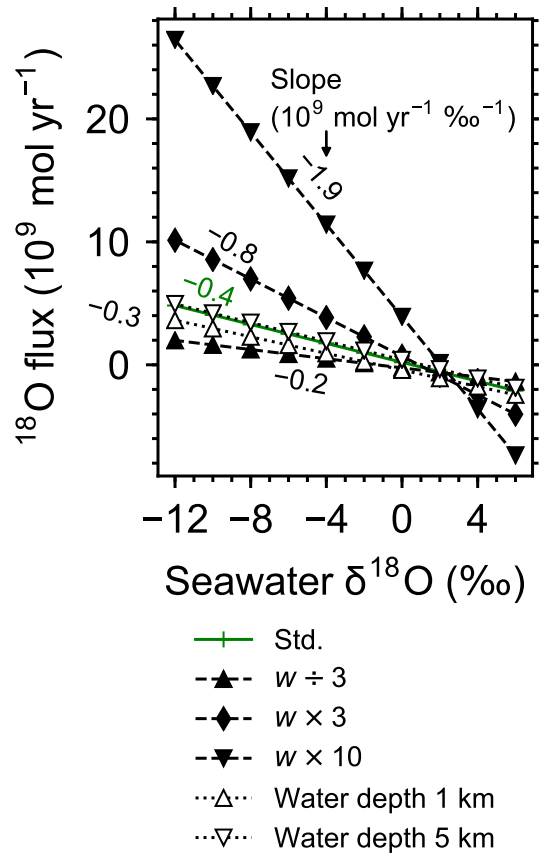 Slope
(10⁹ mol yr⁻¹ ‰⁻¹)
−1.9
−0.8
−0.4
−0.3
−0.2
20
10
0
¹⁸O flux (10⁹ mol yr⁻¹)
−12 −8 −4 0 4
Seawater δ¹⁸O (‰)
Std.
w ÷ 3
w × 3
w × 10
Water depth 1 km
Water depth 5 km